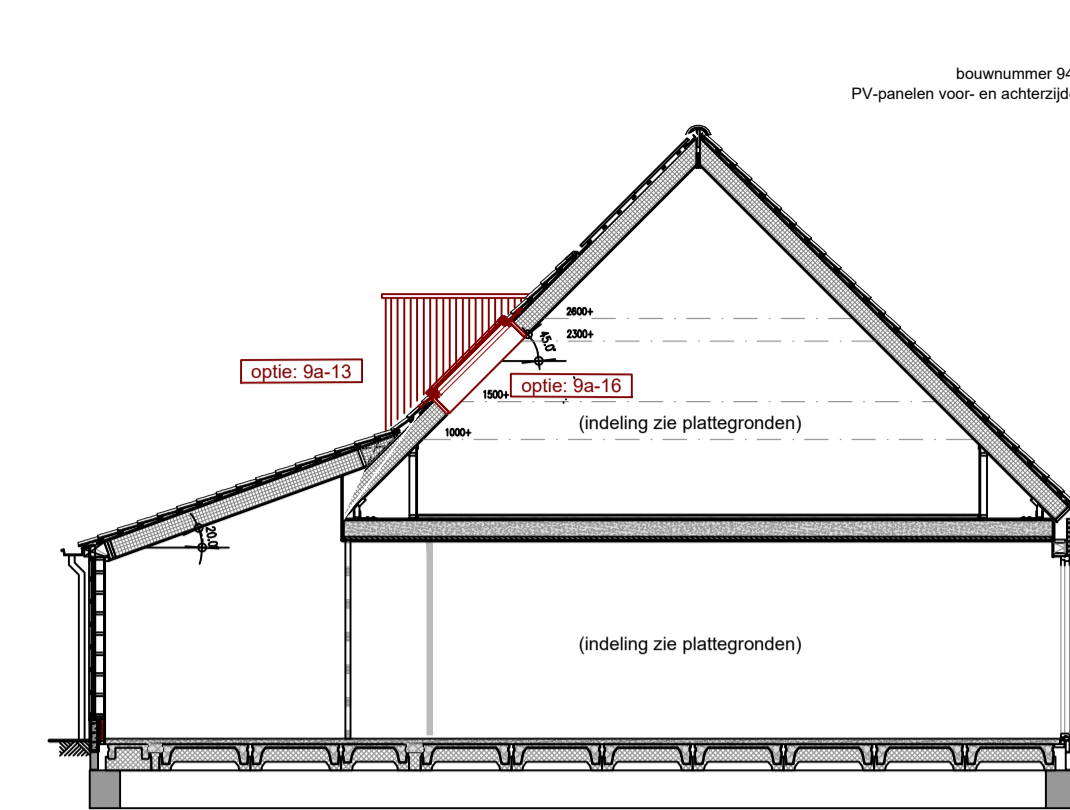 bouwnummer 94
PV-panelen voor- en achterzijde
2600+
2300+
45.0°
optie: 9a-13
optie: 9a-16
1500+
(indeling zie plattegronden)
1000+
20.0°
(indeling zie plattegronden)